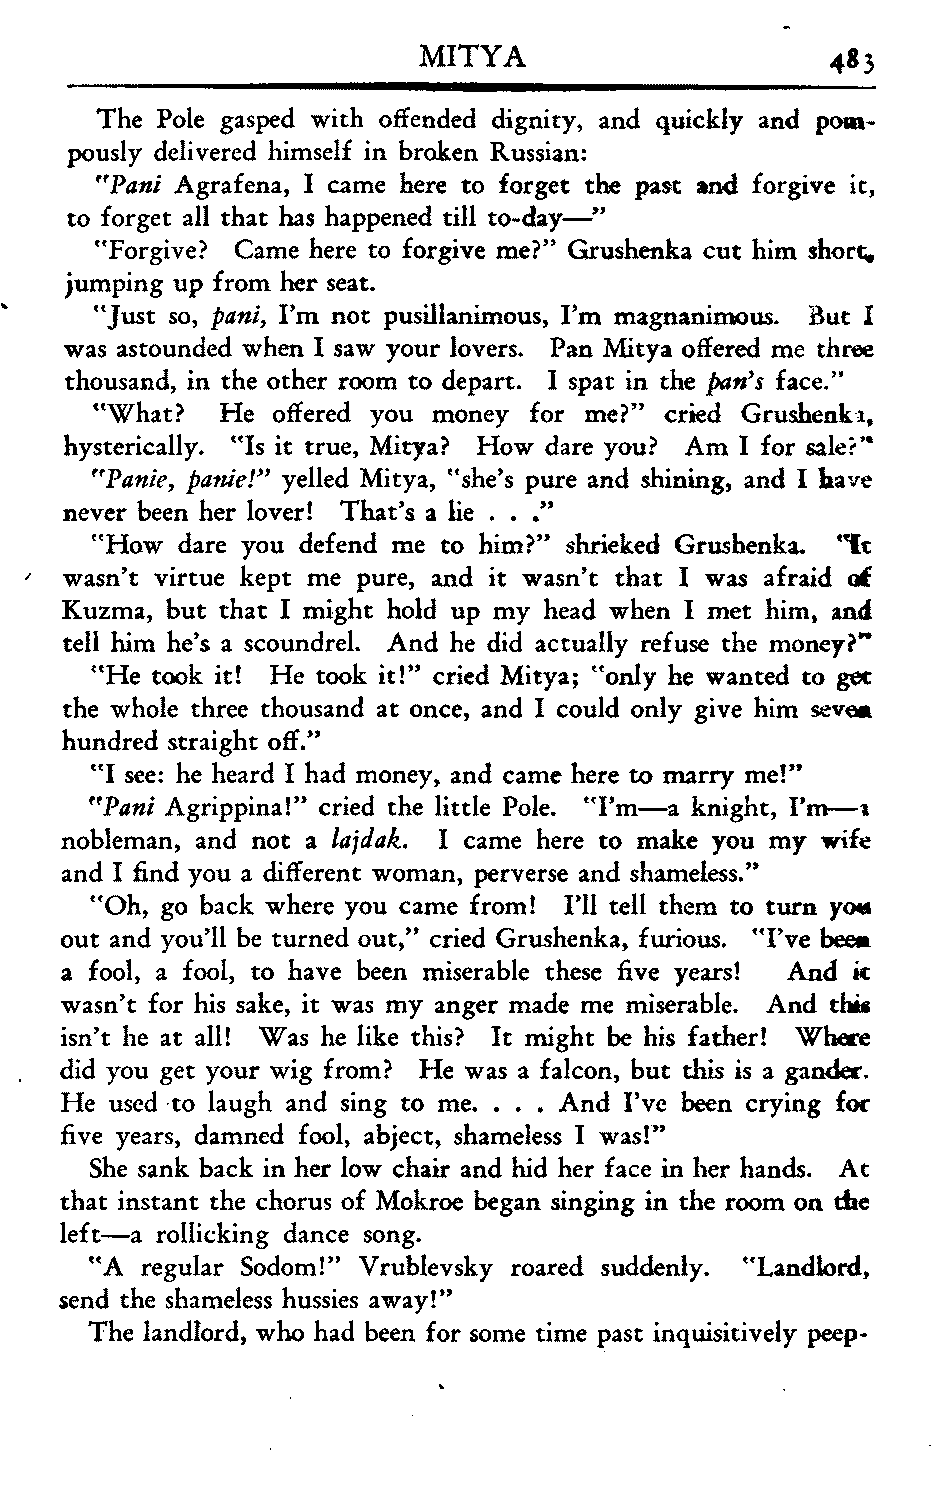 MITYA 483
The Pole gasped with offended dignity, and quickly and pom-
pously delivered himself in broken Russian:
"Pani Agrafena, I came here to forget the past and forgive it,
to forget all that has happened till to-day—"
"Forgive? Came here to forgive me?" Grushenka cut him short,
jumping up from her seat.
"Just so, pani, I'm not pusillanimous, I'm magnanimous. But I
was astounded when I saw your lovers. Pan Mitya offered me three
thousand, in the other room to depart. I spat in the pan's face."
"What? He offered you money for me?" cried Grushenka,
hysterically. "Is it true, Mitya? How dare you? Am I for sale?"
"Panie, panie!" yelled Mitya, "she's pure and shining, and I have
never been her lover! That's a lie . . ."
"How dare you defend me to him?" shrieked Grushenka. "It
wasn't virtue kept me pure, and it wasn't that I was afraid of
Kuzma, but that I might hold up my head when I met him, and
tell him he's a scoundrel. And he did actually refuse the money?"
"He took it! He took it!" cried Mitya; "only he wanted to get
the whole three thousand at once, and I could only give him seven
hundred straight off."
"I see: he heard I had money, and came here to marry me!"
"Pani Agrippina!" cried the little Pole. "I'm—a knight, I'm—a
nobleman, and not a lajdak. I came here to make you my wife
and I find you a different woman, perverse and shameless."
"Oh, go back where you came from! I'll tell them to turn you
out and you'll be turned out," cried Grushenka, furious. "I've been
a fool, a fool, to have been miserable these five years! And it
wasn't for his sake, it was my anger made me miserable. And this
isn't he at all! Was he like this? It might be his father! Where
did you get your wig from? He was a falcon, but this is a gander.
He used to laugh and sing to me. . . . And I've been crying for
five years, damned fool, abject, shameless I was!"
She sank back in her low chair and hid her face in her hands. At
that instant the chorus of Mokroe began singing in the room on the
left—a rollicking dance song.
"A regular Sodom!" Vrublevsky roared suddenly. "Landlord,
send the shameless hussies away!"
The landlord, who had been for some time past inquisitively peep-